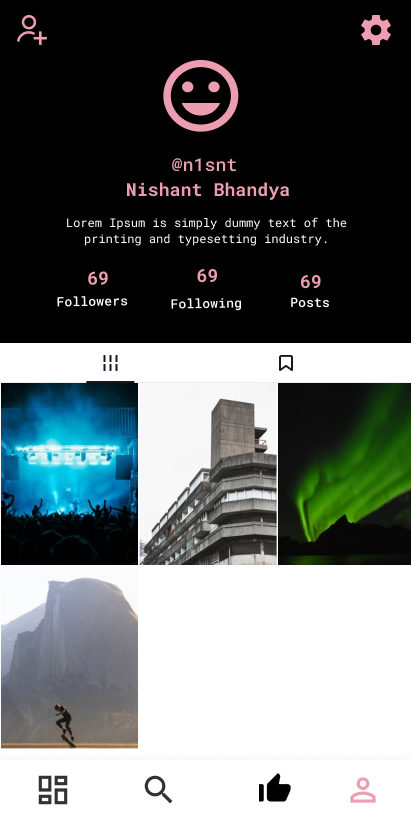 @n1snt
Nishant Bhandya
Lorem Ipsum is simply dummy text of the
printing and typesetting industry.
69 69 69
Followers Following Posts